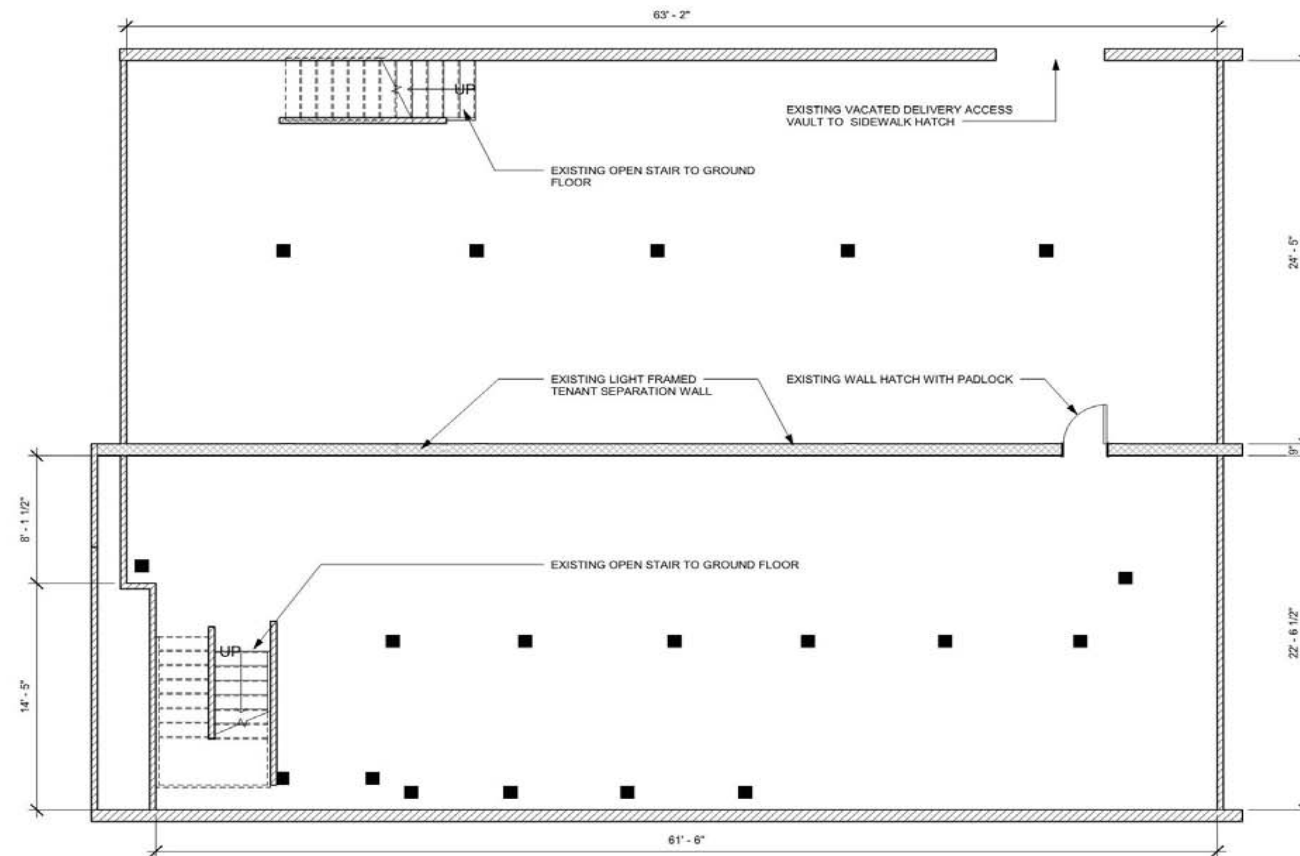 63' - 2"
UP
EXISTING VACATED DELIVERY ACCESS
VAULT TO SIDEWALK HATCH
EXISTING OPEN STAIR TO GROUND
FLOOR
24' - 5"
EXISTING LIGHT FRAMED
TENANT SEPARATION WALL
EXISTING WALL HATCH WITH PADLOCK
9"
8' - 1 1/2"
EXISTING OPEN STAIR TO GROUND FLOOR
UP
22' - 6 1/2"
14' - 5"
61' - 6"